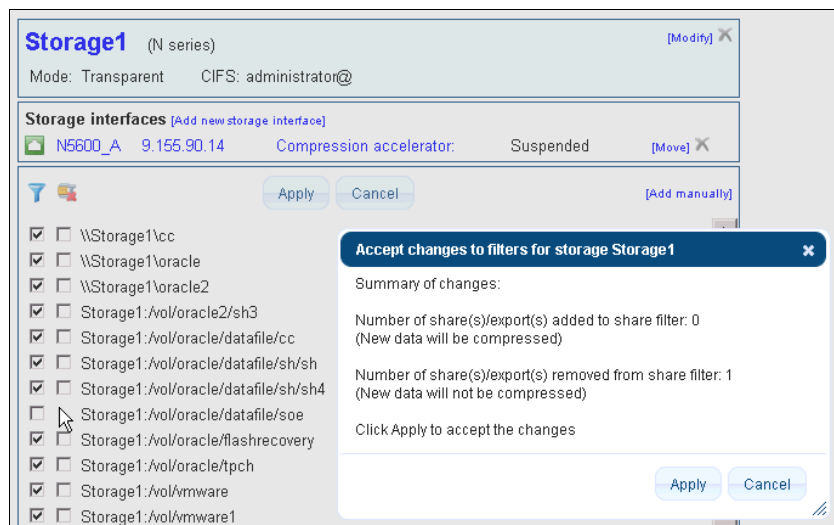 Storage1 (N series) [Modify]
Mode: Transparent CIFS: administrator@
Storage interfaces [Add new storage interface]
N5600_A 9.155.90.14 Compression accelerator: Suspended [Move]
Apply Cancel [Add manually]
\\Storage1\cc
\\Storage1\oracle
\\Storage1\oracle2
Storage1:/vol/oracle2/sh3
Storage1:/vol/oracle/datafile/cc
Storage1:/vol/oracle/datafile/sh/sh
Storage1:/vol/oracle/datafile/sh/sh4
Storage1:/vol/oracle/datafile/soe
Storage1:/vol/oracle/flashrecovery
Storage1:/vol/oracle/tpch
Storage1:/vol/vmware
Storage1:/vol/vmware1
Accept changes to filters for storage Storage1
Summary of changes:
Number of share(s)/export(s) added to share filter: 0
(New data will be compressed)
Number of share(s)/export(s) removed from share filter: 1
(New data will not be compressed)
Click Apply to accept the changes
Apply Cancel